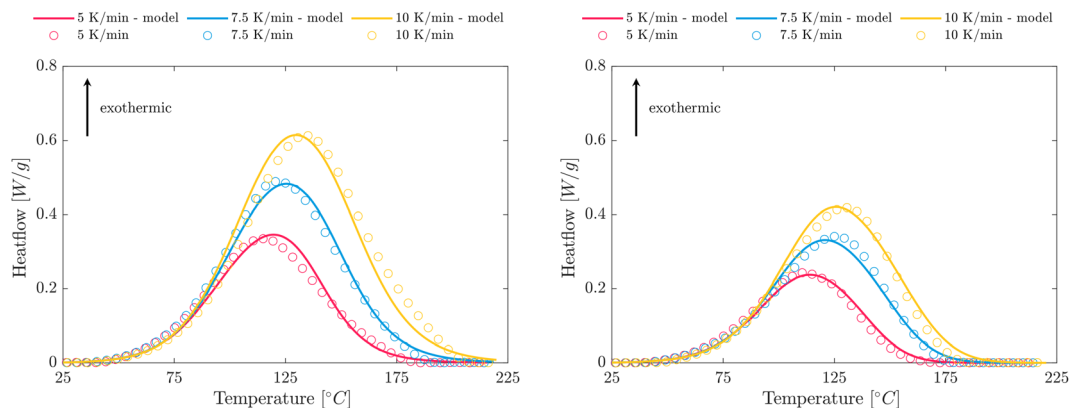 5 K/min - model 7.5 K/min - model 10 K/min - model
5 K/min 7.5 K/min 10 K/min
0.8
0.6
0.4
0.2
0
exothermic
Heatflow [W/g]
25 75 125 175 225
Temperature [°C]
5 K/min - model 7.5 K/min - model 10 K/min - model
5 K/min 7.5 K/min 10 K/min
0.8
0.6
0.4
0.2
0
exothermic
Heatflow [W/g]
25 75 125 175 225
Temperature [°C]